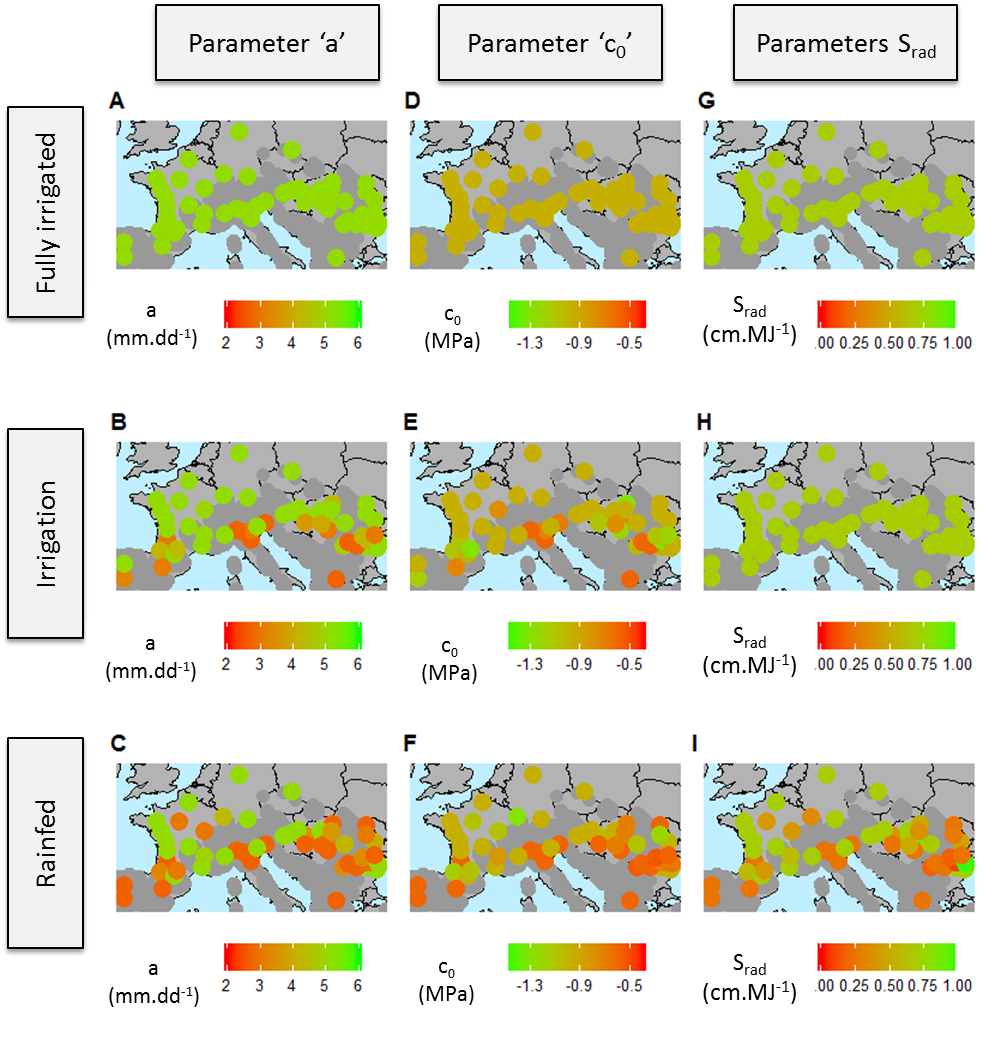 Parameter ‘a’
Parameter ‘c0’
Parameters Srad
Fully irrigated
A
D
G
a
(mm.dd-1)
2 3 4 5 6
c0
(MPa)
-1.3 -0.9 -0.5
Srad
(cm.MJ-1)
.00 0.25 0.50 0.75 1.00
Irrigation
B
E
H
a
(mm.dd-1)
2 3 4 5 6
c0
(MPa)
-1.3 -0.9 -0.5
Srad
(cm.MJ-1)
.00 0.25 0.50 0.75 1.00
Rainfed
C
F
I
a
(mm.dd-1)
2 3 4 5 6
c0
(MPa)
-1.3 -0.9 -0.5
Srad
(cm.MJ-1)
.00 0.25 0.50 0.75 1.00